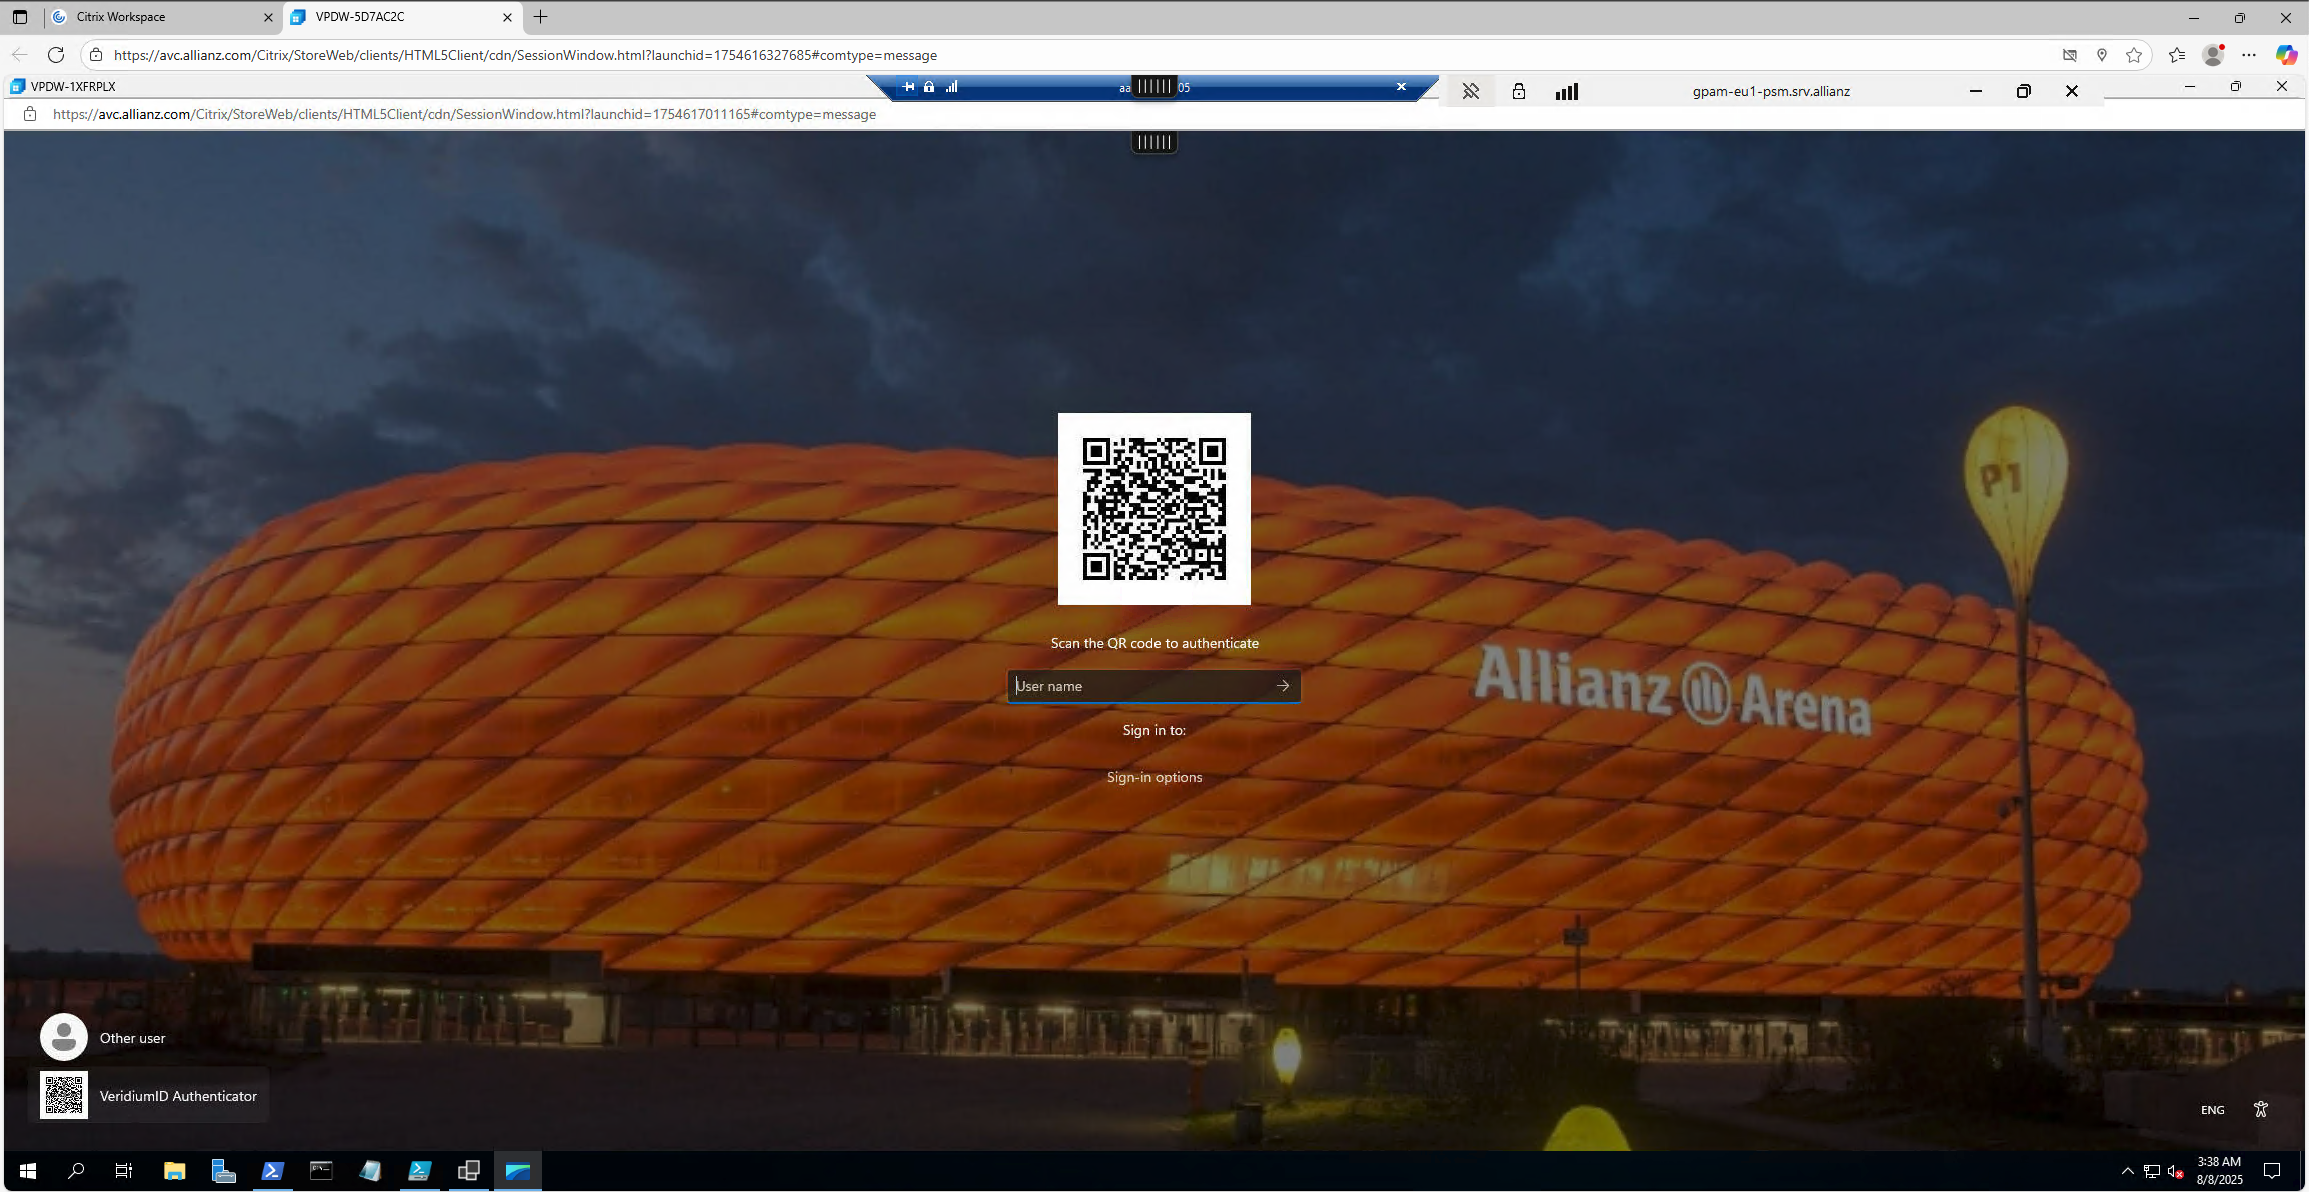 Citrix Workspace
VPDW-5D7AC2C
https://avc.allianz.com/Citrix/StoreWeb/clients/HTML5Client/cdn/SessionWindow.html?launchid=1754616327685#comtype=message
VPDW-1XFRPLX
aa
05
gpam-eu1-psm.srv.allianz
https://avc.allianz.com/Citrix/StoreWeb/clients/HTML5Client/cdn/SessionWindow.html?launchid=1754617011165#comtype=message
P1
Scan the QR code to authenticate
User name
Allianz Arena
Sign in to:
Sign-in options
Other user
VeridiumID Authenticator
ENG
3:38 AM
8/8/2025